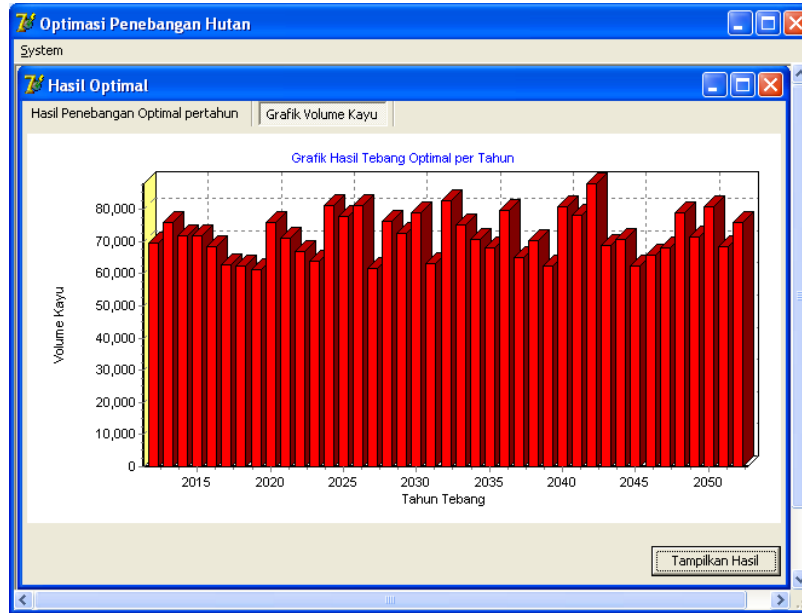 Optimasi Penebangan Hutan
System
Hasil Optimal
Hasil Penebangan Optimal pertahun Grafik Volume Kayu
Grafik Hasil Tebang Optimal per Tahun
Volume Kayu
80,000
70,000
60,000
50,000
40,000
30,000
20,000
10,000
0
2015 2020 2025 2030 2035 2040 2045 2050
Tahun Tebang
Tampilkan Hasil